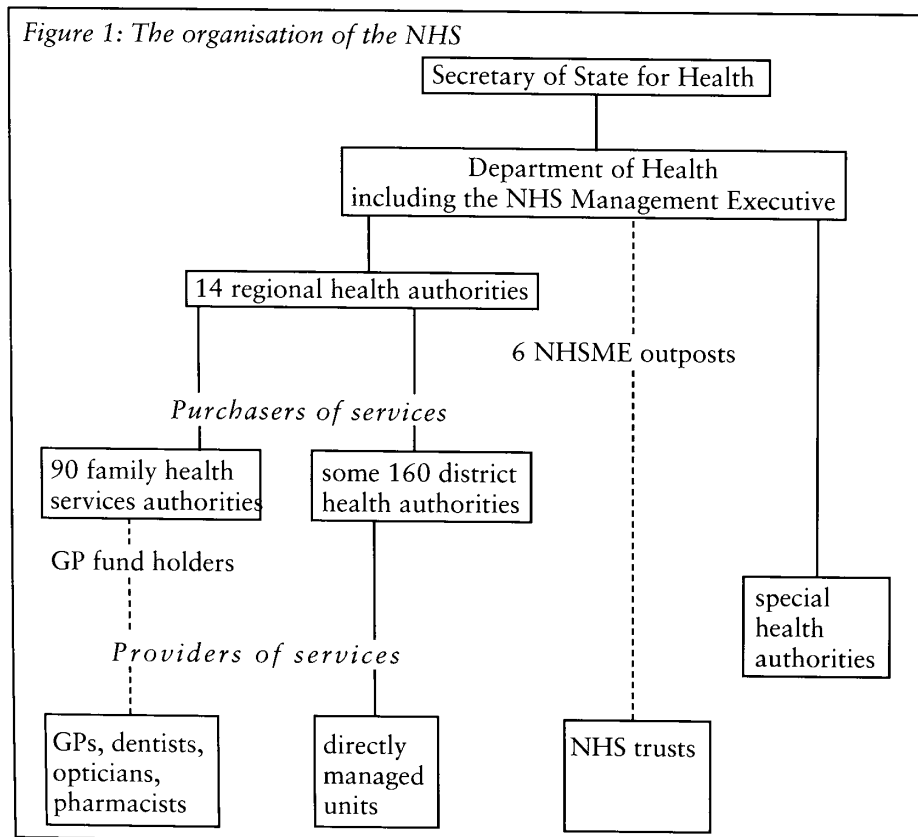 Figure 1: The organisation of the NHS
Secretary of State for Health
Department of Health
including the NHS Management Executive
14 regional health authorities
6 NHSME outposts
Purchasers of services
90 family health
services authorities
some 160 district
health authorities
GP fund holders
special
health
authorities
Providers of services
GPs, dentists,
opticians,
pharmacists
directly
managed
units
NHS trusts